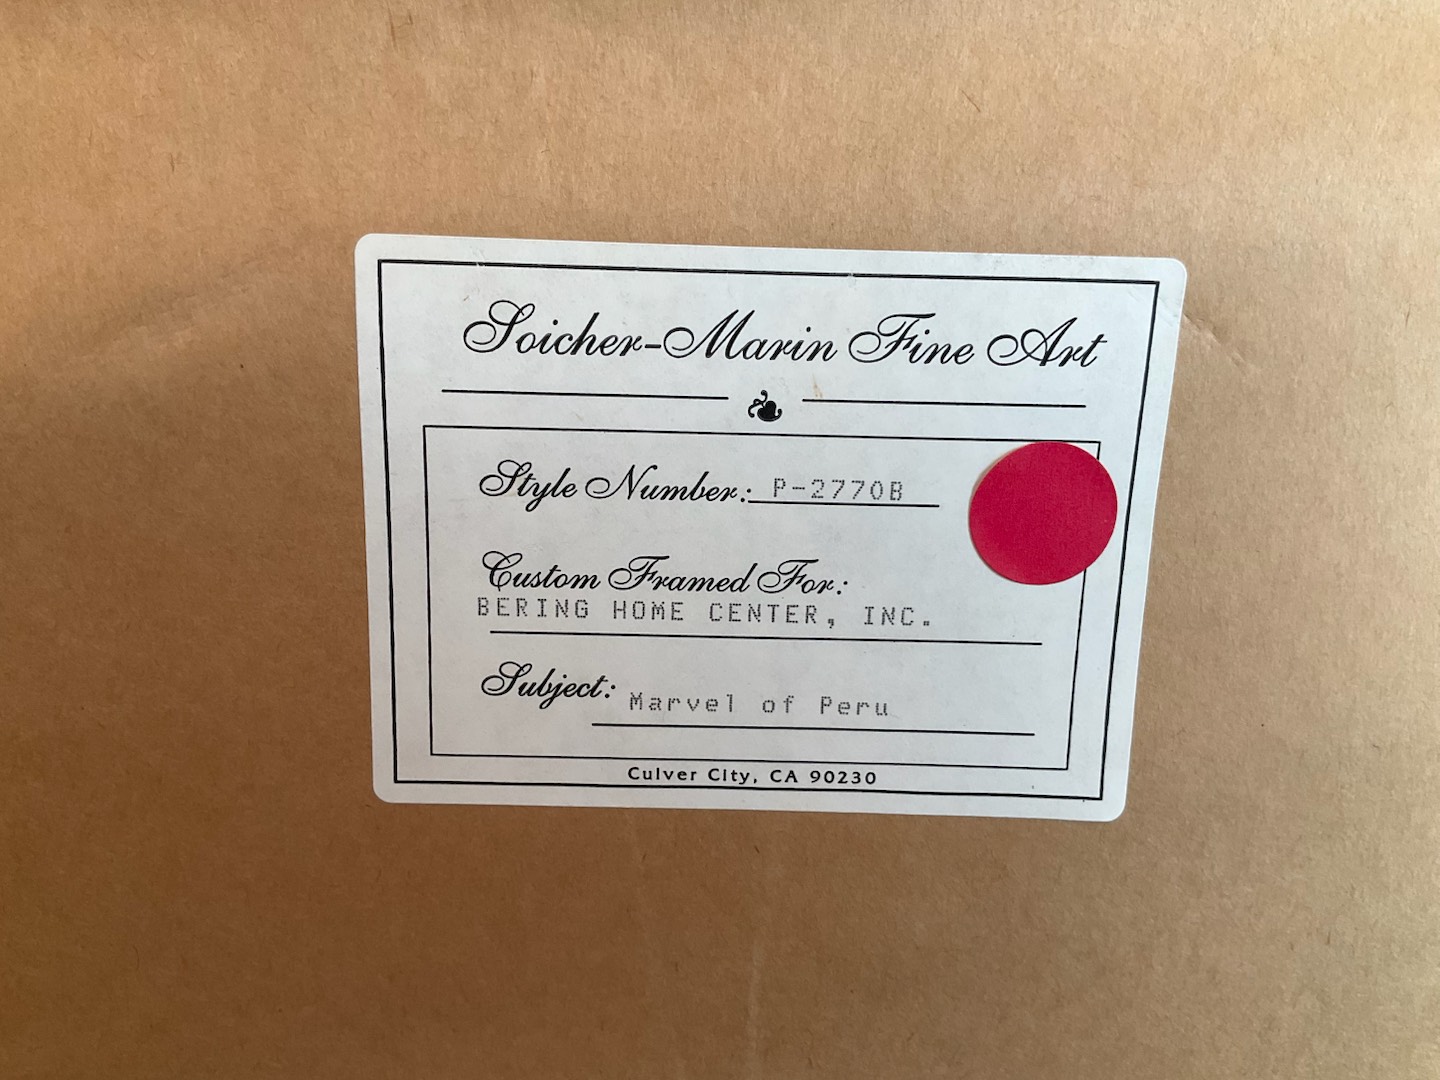 Soicher-Marin Fine Art
Style Number: P-2770B
Custom Framed For:
BERING HOME CENTER, INC.
Subject: Marvel of Peru
Culver City, CA 90230